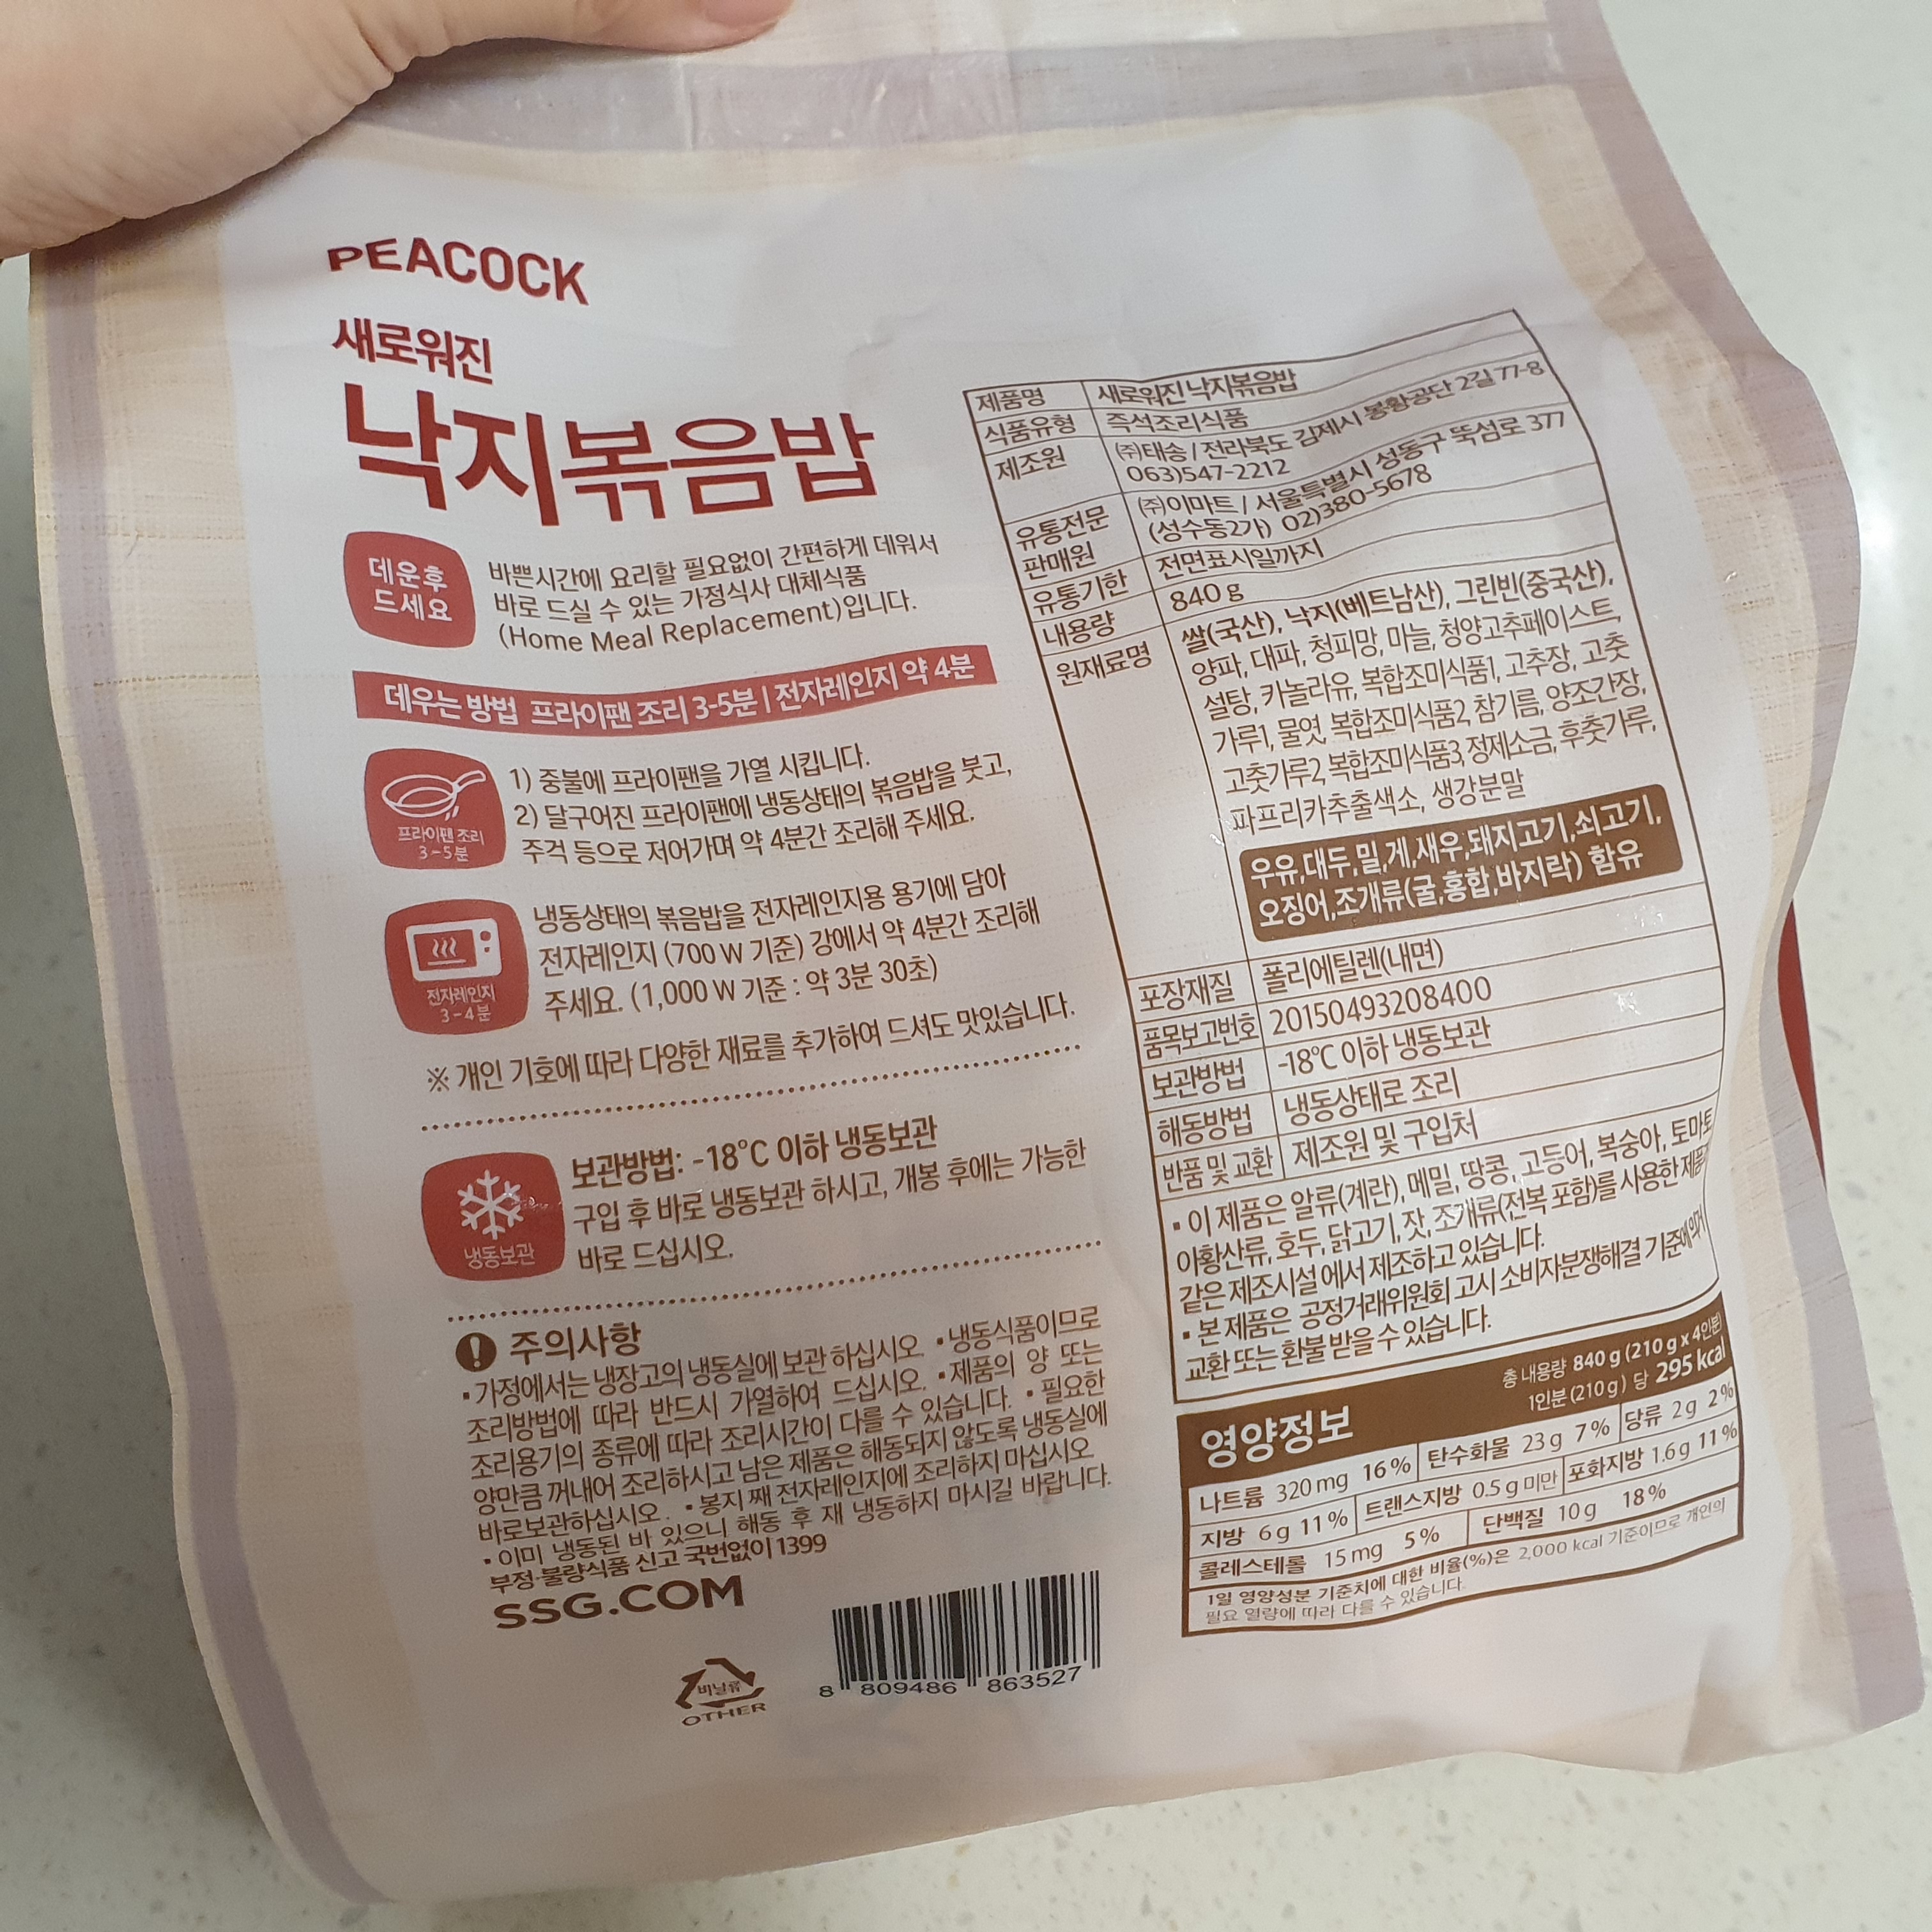 PEACOCK
새로워진
낙지볶음밥
데운후
드세요
바쁜시간에 요리할 필요없이 간편하게 데워서
바로 드실 수 있는 가정식사 대체식품
(Home Meal Replacement)입니다.
데우는 방법 프라이팬 조리 3-5분 | 전자레인지 약 4분
프라이팬 조리
3-5분
1) 중불에 프라이팬을 가열 시킵니다.
2) 달구어진 프라이팬에 냉동상태의 볶음밥을 붓고,
주걱 등으로 저어가며 약 4분간 조리해 주세요.
전자레인지
3-4분
냉동상태의 볶음밥을 전자레인지용 용기에 담아
전자레인지 (700 W 기준) 강에서 약 4분간 조리해
주세요. (1,000 W 기준 : 약 3분 30초)
※ 개인 기호에 따라 다양한 재료를 추가하여 드셔도 맛있습니다.
냉동보관
보관방법: -18℃ 이하 냉동보관
구입 후 바로 냉동보관 하시고, 개봉 후에는 가능한
바로 드십시오.
! 주의사항
• 가정에서는 냉장고의 냉동실에 보관 하십시오. • 냉동식품이므로
조리방법에 따라 반드시 가열하여 드십시오. • 제품의 양 또는
조리용기의 종류에 따라 조리시간이 다를 수 있습니다. • 필요한
양만큼 꺼내어 조리하시고 남은 제품은 해동되지 않도록 냉동실에
바로보관하십시오. • 봉지 째 전자레인지에 조리하지 마십시오
• 이미 냉동된 바 있으니 해동 후 재 냉동하지 마시길 바랍니다.
부정·불량식품 신고 국번없이 1399
SSG.COM
비닐류
OTHER
8 809486 863527
제품명 새로워진 낙지볶음밥
식품유형 즉석조리식품
제조원 ㈜태송 / 전라북도 김제시 봉황공단 2길 77-8
063)547-2212
유통전문 ㈜이마트 / 서울특별시 성동구 뚝섬로 377
판매원 (성수동2가) 02)380-5678
유통기한 전면표시일까지
내용량 840 g
원재료명 쌀(국산), 낙지(베트남산), 그린빈(중국산),
양파, 대파, 청피망, 마늘, 청양고추페이스트,
설탕, 카놀라유, 복합조미식품1, 고추장, 고춧
가루1, 물엿, 복합조미식품2, 참기름, 양조간장,
고춧가루2, 복합조미식품3, 정제소금, 후춧가루,
파프리카추출색소, 생강분말
우유,대두,밀,게,새우,돼지고기,쇠고기,
오징어,조개류(굴,홍합,바지락) 함유
포장재질 폴리에틸렌(내면)
품목보고번호 20150493208400
보관방법 -18℃ 이하 냉동보관
해동방법 냉동상태로 조리
반품 및 교환 제조원 및 구입처
▪ 이 제품은 알류(계란), 메밀, 땅콩, 고등어, 복숭아, 토마토
아황산류, 호두, 닭고기, 잣, 조개류(전복 포함)를 사용한 제품과
같은 제조시설에서 제조하고 있습니다.
▪ 본 제품은 공정거래위원회 고시 소비자분쟁해결 기준에 의거
교환 또는 환불 받을 수 있습니다.
영양정보
총 내용량 840 g (210 g x 4인분)
1인분 (210 g) 당 295 kcal
나트륨 320 mg 16% 탄수화물 23 g 7% 당류 2 g 2%
지방 6 g 11% 트랜스지방 0.5 g 미만 포화지방 1.6 g 11%
콜레스테롤 15 mg 5% 단백질 10 g 18%
1일 영양성분 기준치에 대한 비율(%)은 2,000 kcal 기준이므로 개인의
필요 열량에 따라 다를 수 있습니다.